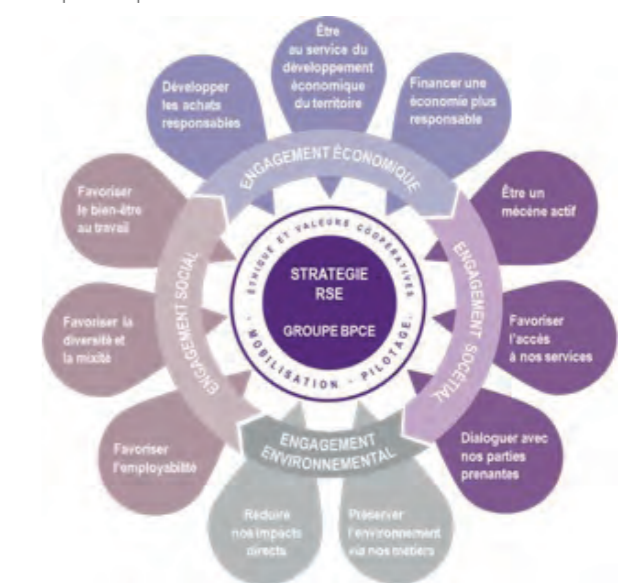 Être
au service du
développement
économique
du territoire
Développer
les achats
responsables
Financer une
économie plus
responsable
ENGAGEMENT ÉCONOMIQUE
Favoriser
le bien-être
au travail
Être un
mécène actif
ÉTHIQUE ET VALEURS COOPÉRATIVES
STRATEGIE
RSE
GROUPE BPCE
• MOBILISATION - PILOTAGE.
ENGAGEMENT SOCIAL
ENGAGEMENT SOCÉTIAL
Favoriser la
diversité et
la mixité
Favoriser
l'accès
à nos services
Favoriser
l'employabilité
ENGAGEMENT
ENVIRONNEMENTAL
Dialoguer avec
nos parties
prenantes
Réduire
nos impacts
directs
Préserver
l'environnement
via nos métiers